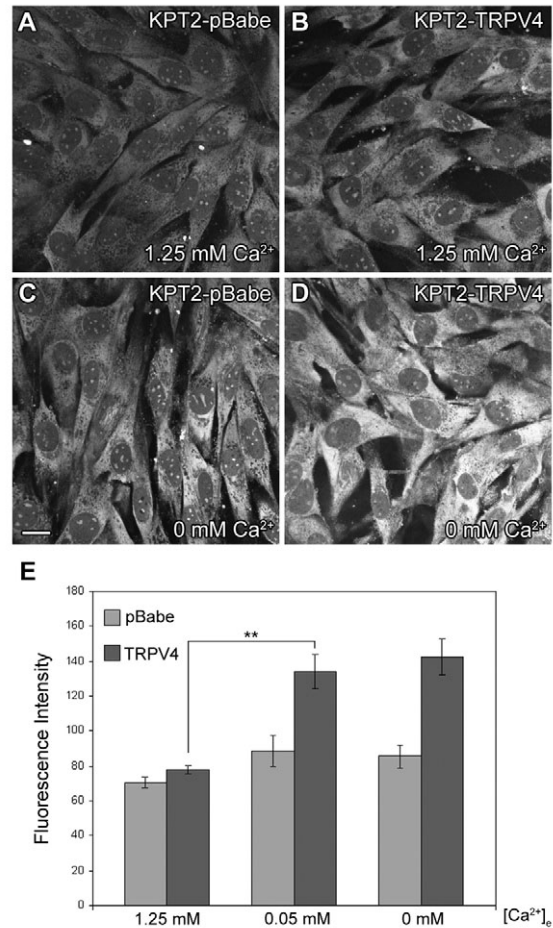 A KPT2-pBabe
1.25 mM Ca²⁺
B KPT2-TRPV4
1.25 mM Ca²⁺
C KPT2-pBabe
0 mM Ca²⁺
D KPT2-TRPV4
0 mM Ca²⁺
E
180
160
140
120
100
80
60
40
20
0
Fluorescence Intensity
pBabe
TRPV4
**
1.25 mM 0.05 mM 0 mM [Ca²⁺]ₑ